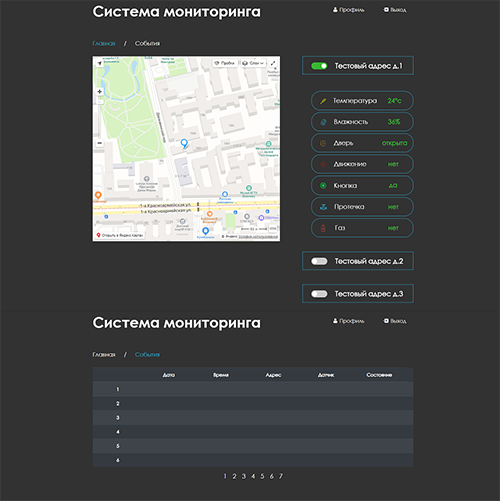 Система мониторинга
Профиль
Выход
Главная / События
Пробки
Слои
Тестовый адрес д.1
Температура 24°c
Влажность 36%
Дверь открыта
Движение нет
Кнопка да
Протечка нет
Газ нет
1-я Красноармейская ул.
1-я Красноармейская ул.
Открыть в Яндекс.Картах
Тестовый адрес д.2
Тестовый адрес д.3
Система мониторинга
Профиль
Выход
Главная / События
Дата Время Адрес Датчик Состояние
1
2
3
4
5
6
1 2 3 4 5 6 7